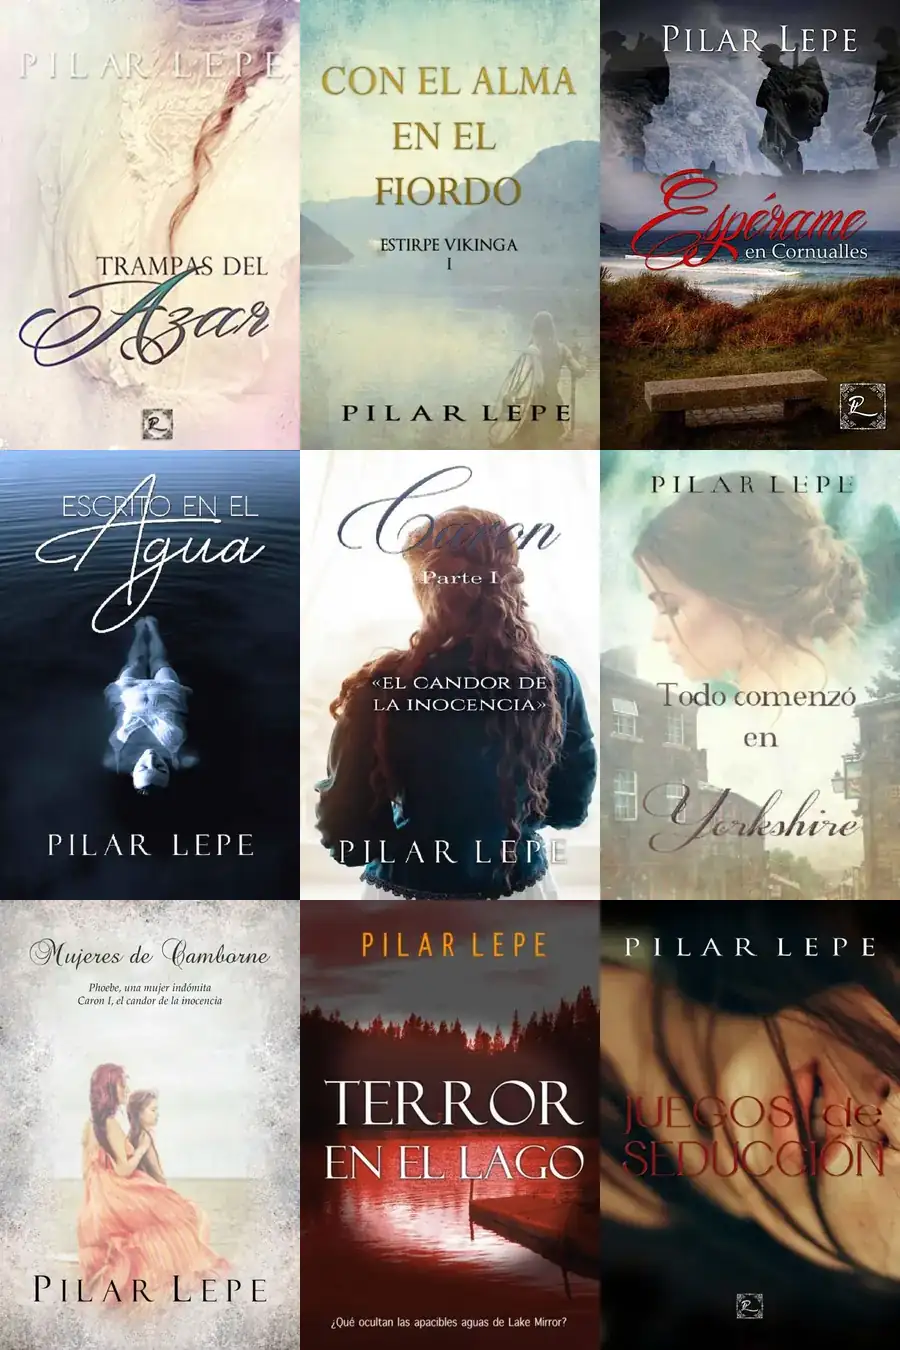 PILAR LEPE
TRAMPAS DEL
Azar
PL
CON EL ALMA
EN EL
FIORDO
ESTIRPE VIKINGA
I
PILAR LEPE
PILAR LEPE
Espérame
en Cornualles
PL
ESCRITO EN EL
Agua
PILAR LEPE
Caron
Parte I
«EL CANDOR DE
LA INOCENCIA»
PILAR LEPE
PILAR LEPE
Todo comenzó
en
Yorkshire
Mujeres de Camborne
Phoebe, una mujer indómita
Caron I, el candor de la inocencia
PILAR LEPE
PILAR LEPE
TERROR
EN EL LAGO
¿Qué ocultan las apacibles aguas de Lake Mirror?
PILAR LEPE
JUEGOS de
SEDUCCIÓN
PL